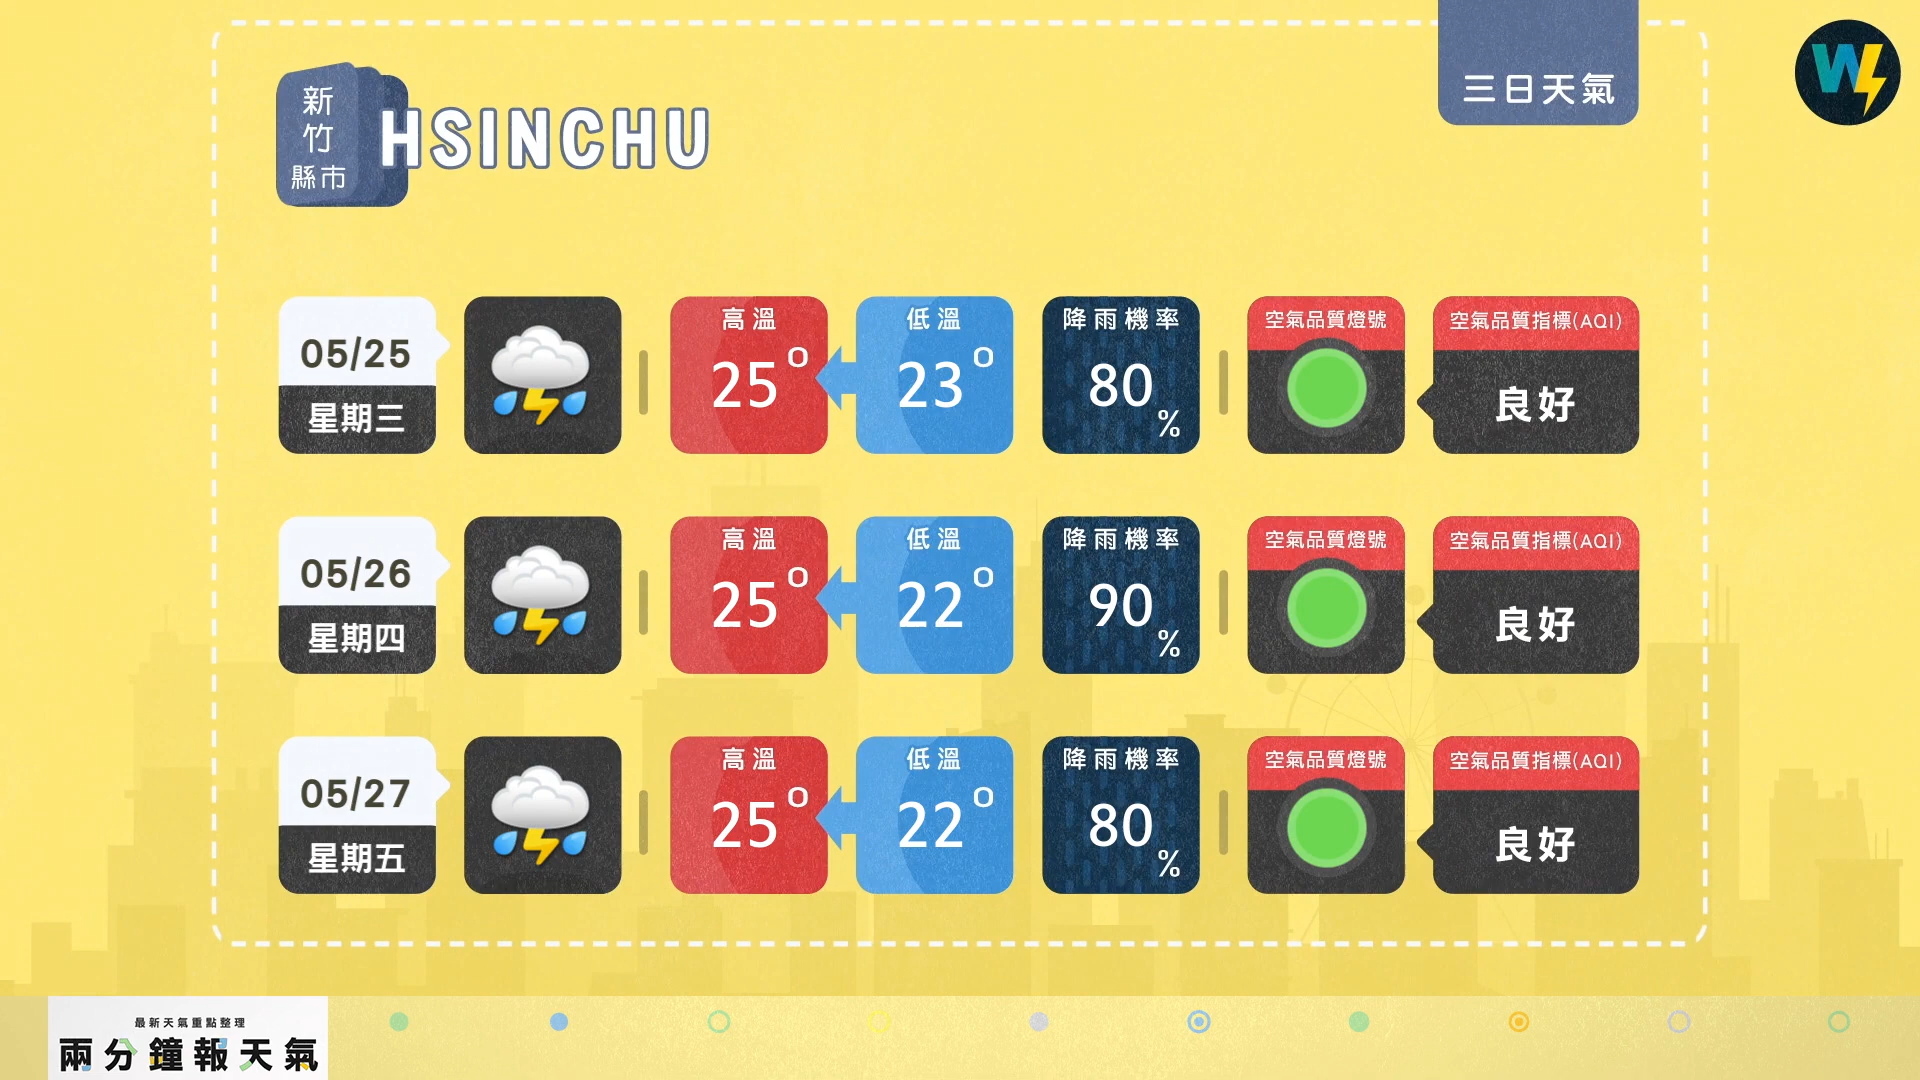 新竹縣市
HSINCHU
三日天氣
W
05/25
星期三
高溫
25°
低溫
23°
降雨機率
80%
空氣品質燈號
空氣品質指標(AQI)
良好
05/26
星期四
高溫
25°
低溫
22°
降雨機率
90%
空氣品質燈號
空氣品質指標(AQI)
良好
05/27
星期五
高溫
25°
低溫
22°
降雨機率
80%
空氣品質燈號
空氣品質指標(AQI)
良好
最新天氣重點整理
兩分鐘報天氣